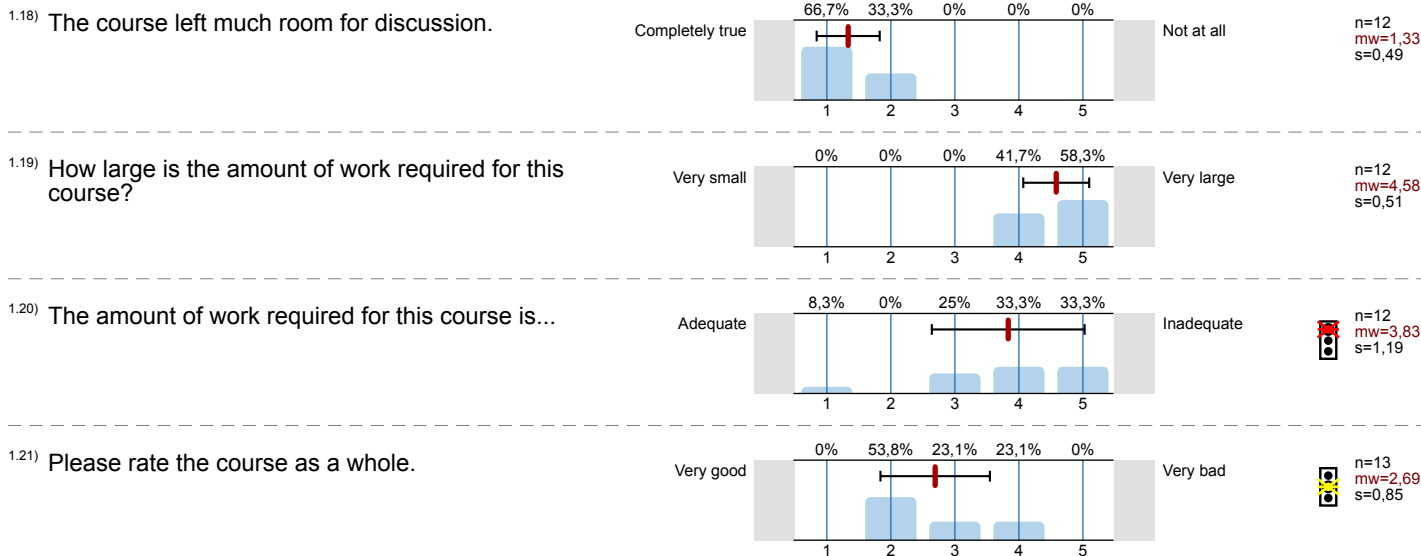 1.18) The course left much room for discussion.
Completely true
66,7% 33,3% 0% 0% 0%
1 2 3 4 5
Not at all
n=12
mw=1,33
s=0,49
1.19) How large is the amount of work required for this
course?
Very small
0% 0% 0% 41,7% 58,3%
1 2 3 4 5
Very large
n=12
mw=4,58
s=0,51
1.20) The amount of work required for this course is...
Adequate
8,3% 0% 25% 33,3% 33,3%
1 2 3 4 5
Inadequate
n=12
mw=3,83
s=1,19
1.21) Please rate the course as a whole.
Very good
0% 53,8% 23,1% 23,1% 0%
1 2 3 4 5
Very bad
n=13
mw=2,69
s=0,85